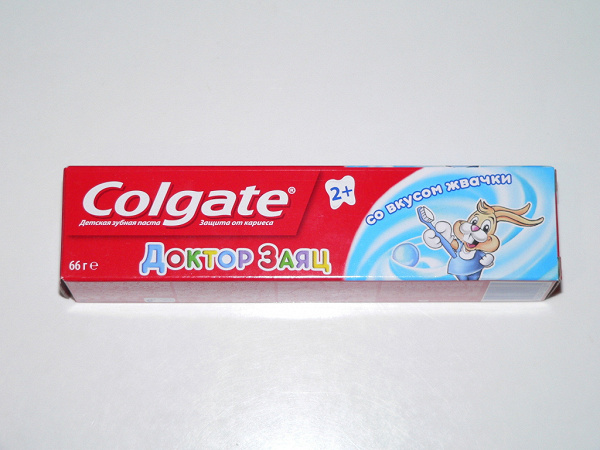 Colgate®
Детская зубная паста Защита от кариеса
2+
со вкусом жвачки
Доктор Заяц
66 г ℮